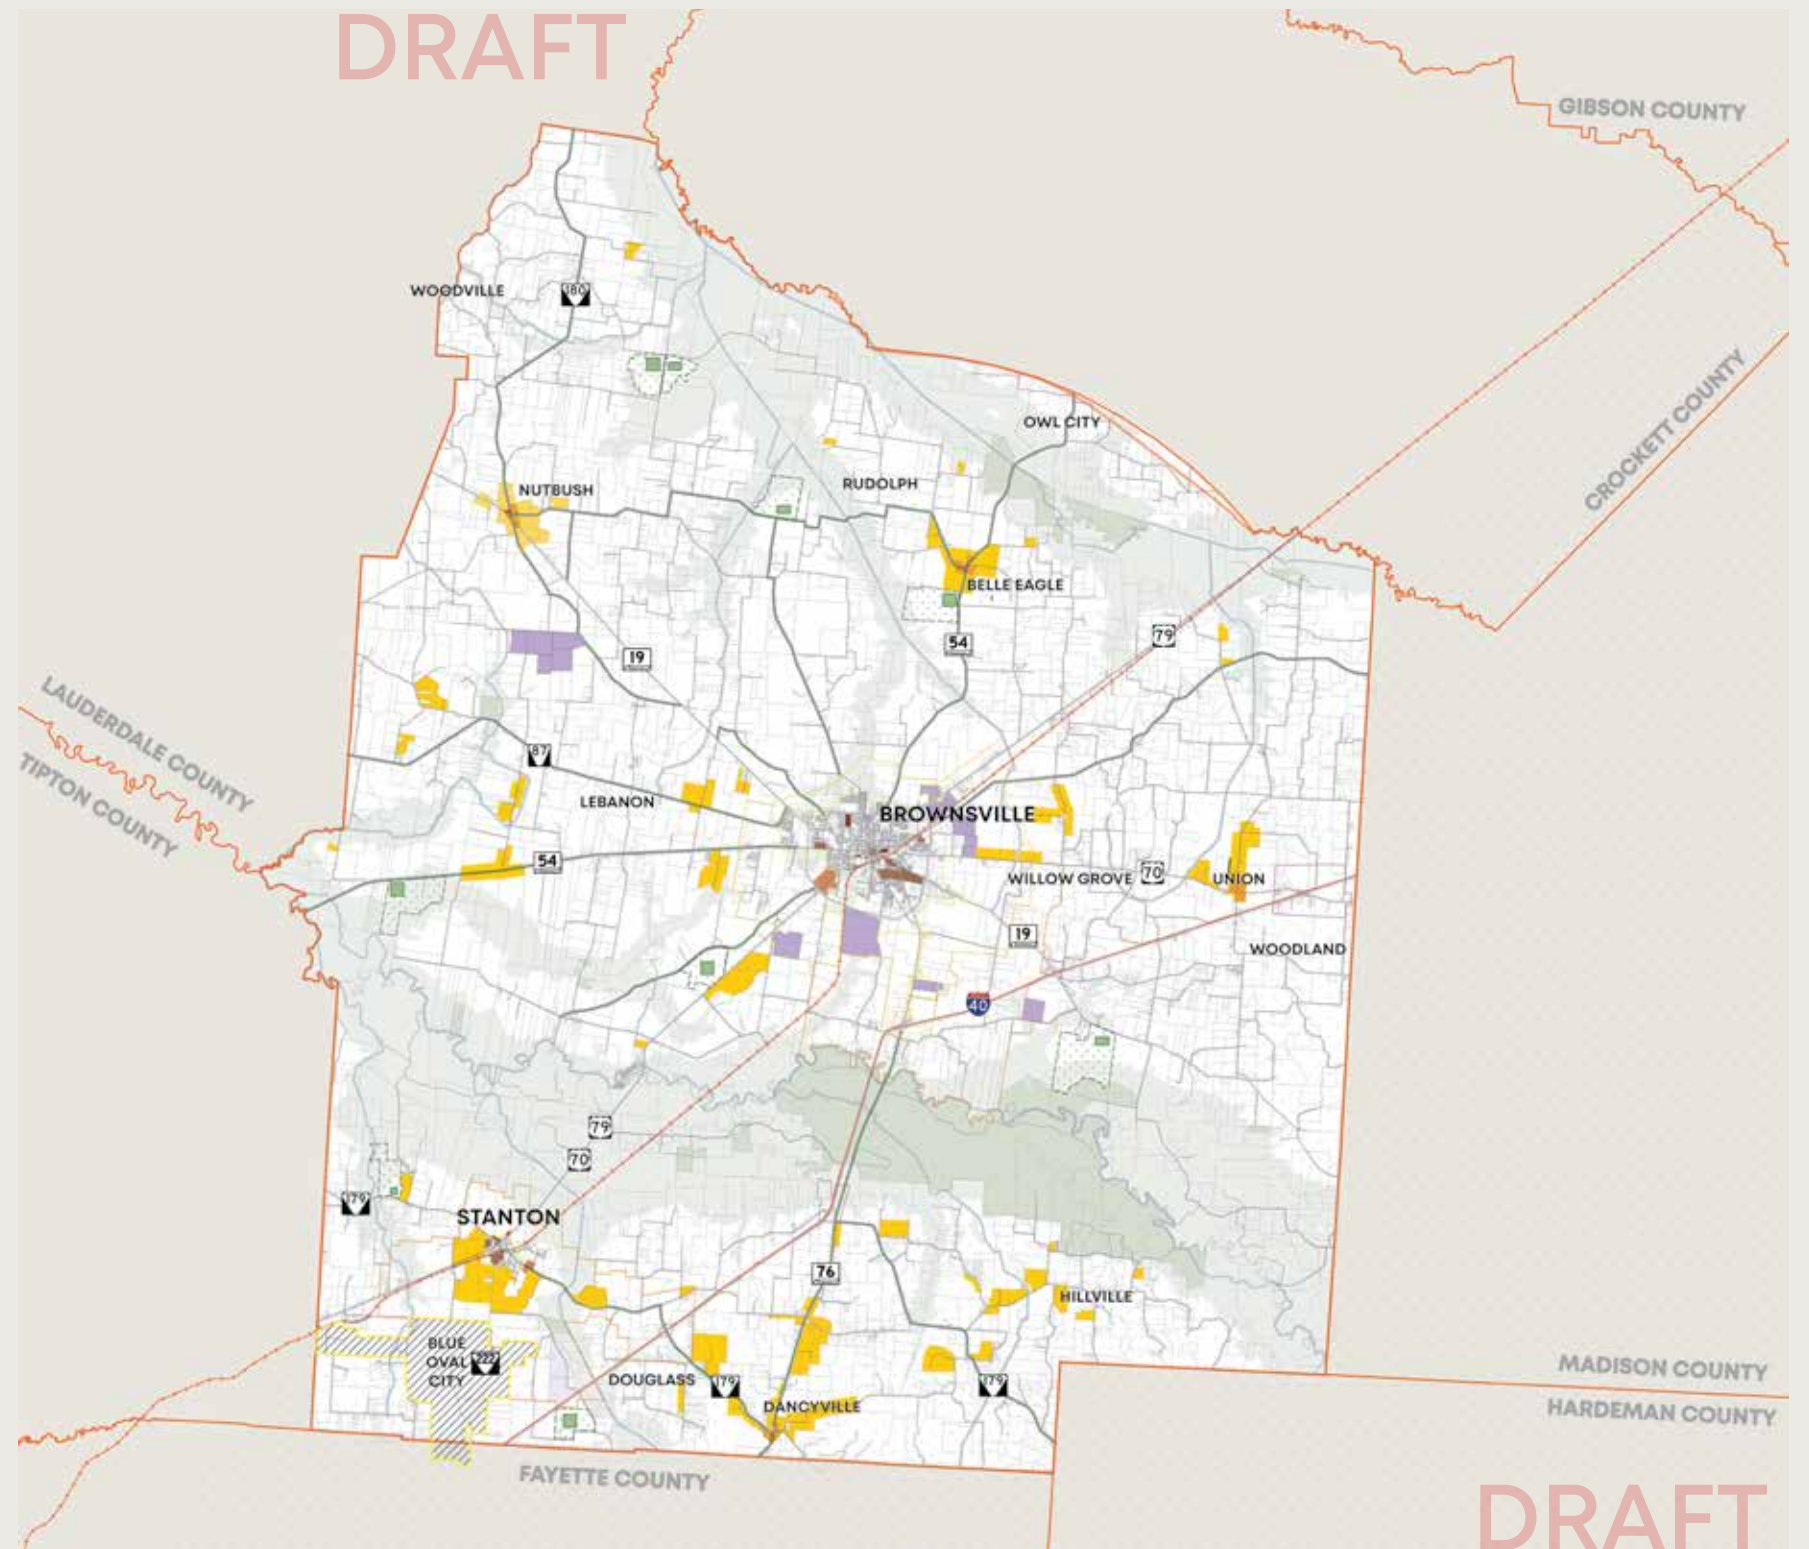 DRAFT
GIBSON COUNTY
WOODVILLE
180
CROCKETT COUNTY
OWL CITY
NUTBUSH
RUDOLPH
BELLE EAGLE
79
54
19
LAUDERDALE COUNTY
TIPTON COUNTY
87
LEBANON
BROWNSVILLE
54
WILLOW GROVE
70
UNION
19
WOODLAND
40
79
70
179
STANTON
76
HILLVILLE
BLUE
OVAL
CITY
222
DOUGLASS
179
179
DANCYVILLE
MADISON COUNTY
HARDEMAN COUNTY
FAYETTE COUNTY
DRAFT